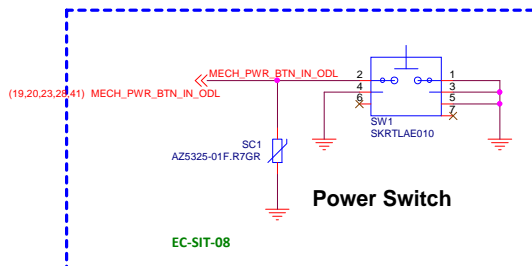 MECH_PWR_BTN_IN_ODL
(19,20,23,28,41) MECH_PWR_BTN_IN_ODL
2
4
6
1
3
5
7
SW1
SKRTLAE010
SC1
AZ5325-01F.R7GR
Power Switch
EC-SIT-08